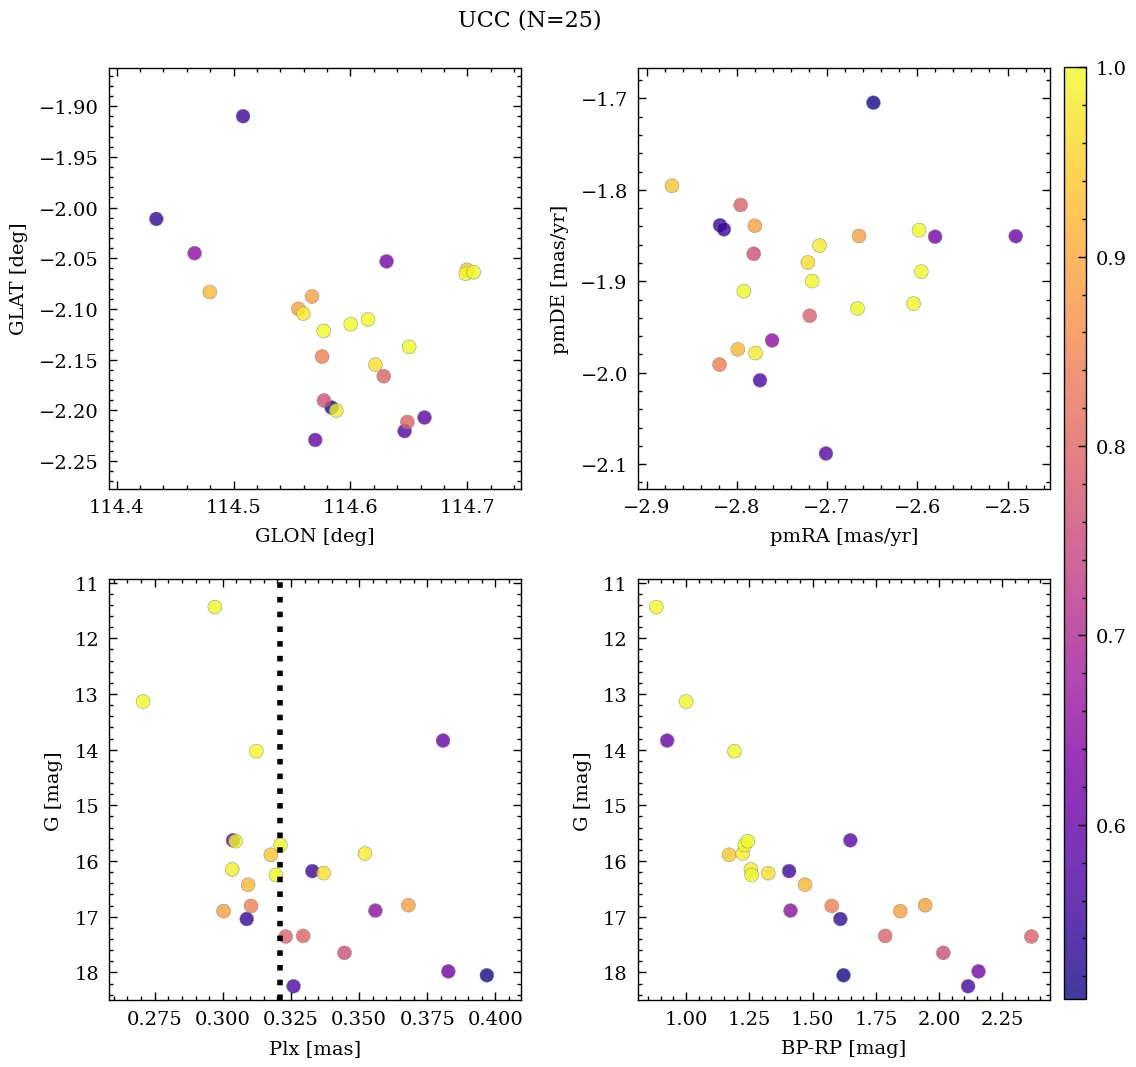 UCC (N=25)
−1.90
−1.95
−2.00
−2.05
−2.10
−2.15
−2.20
−2.25
GLAT [deg]
114.4 114.5 114.6 114.7
GLON [deg]
−1.7
−1.8
−1.9
−2.0
−2.1
pmDE [mas/yr]
−2.9 −2.8 −2.7 −2.6 −2.5
pmRA [mas/yr]
1.0
0.9
0.8
0.7
0.6
11
12
13
14
15
16
17
18
G [mag]
0.275 0.300 0.325 0.350 0.375 0.400
Plx [mas]
11
12
13
14
15
16
17
18
G [mag]
1.00 1.25 1.50 1.75 2.00 2.25
BP-RP [mag]